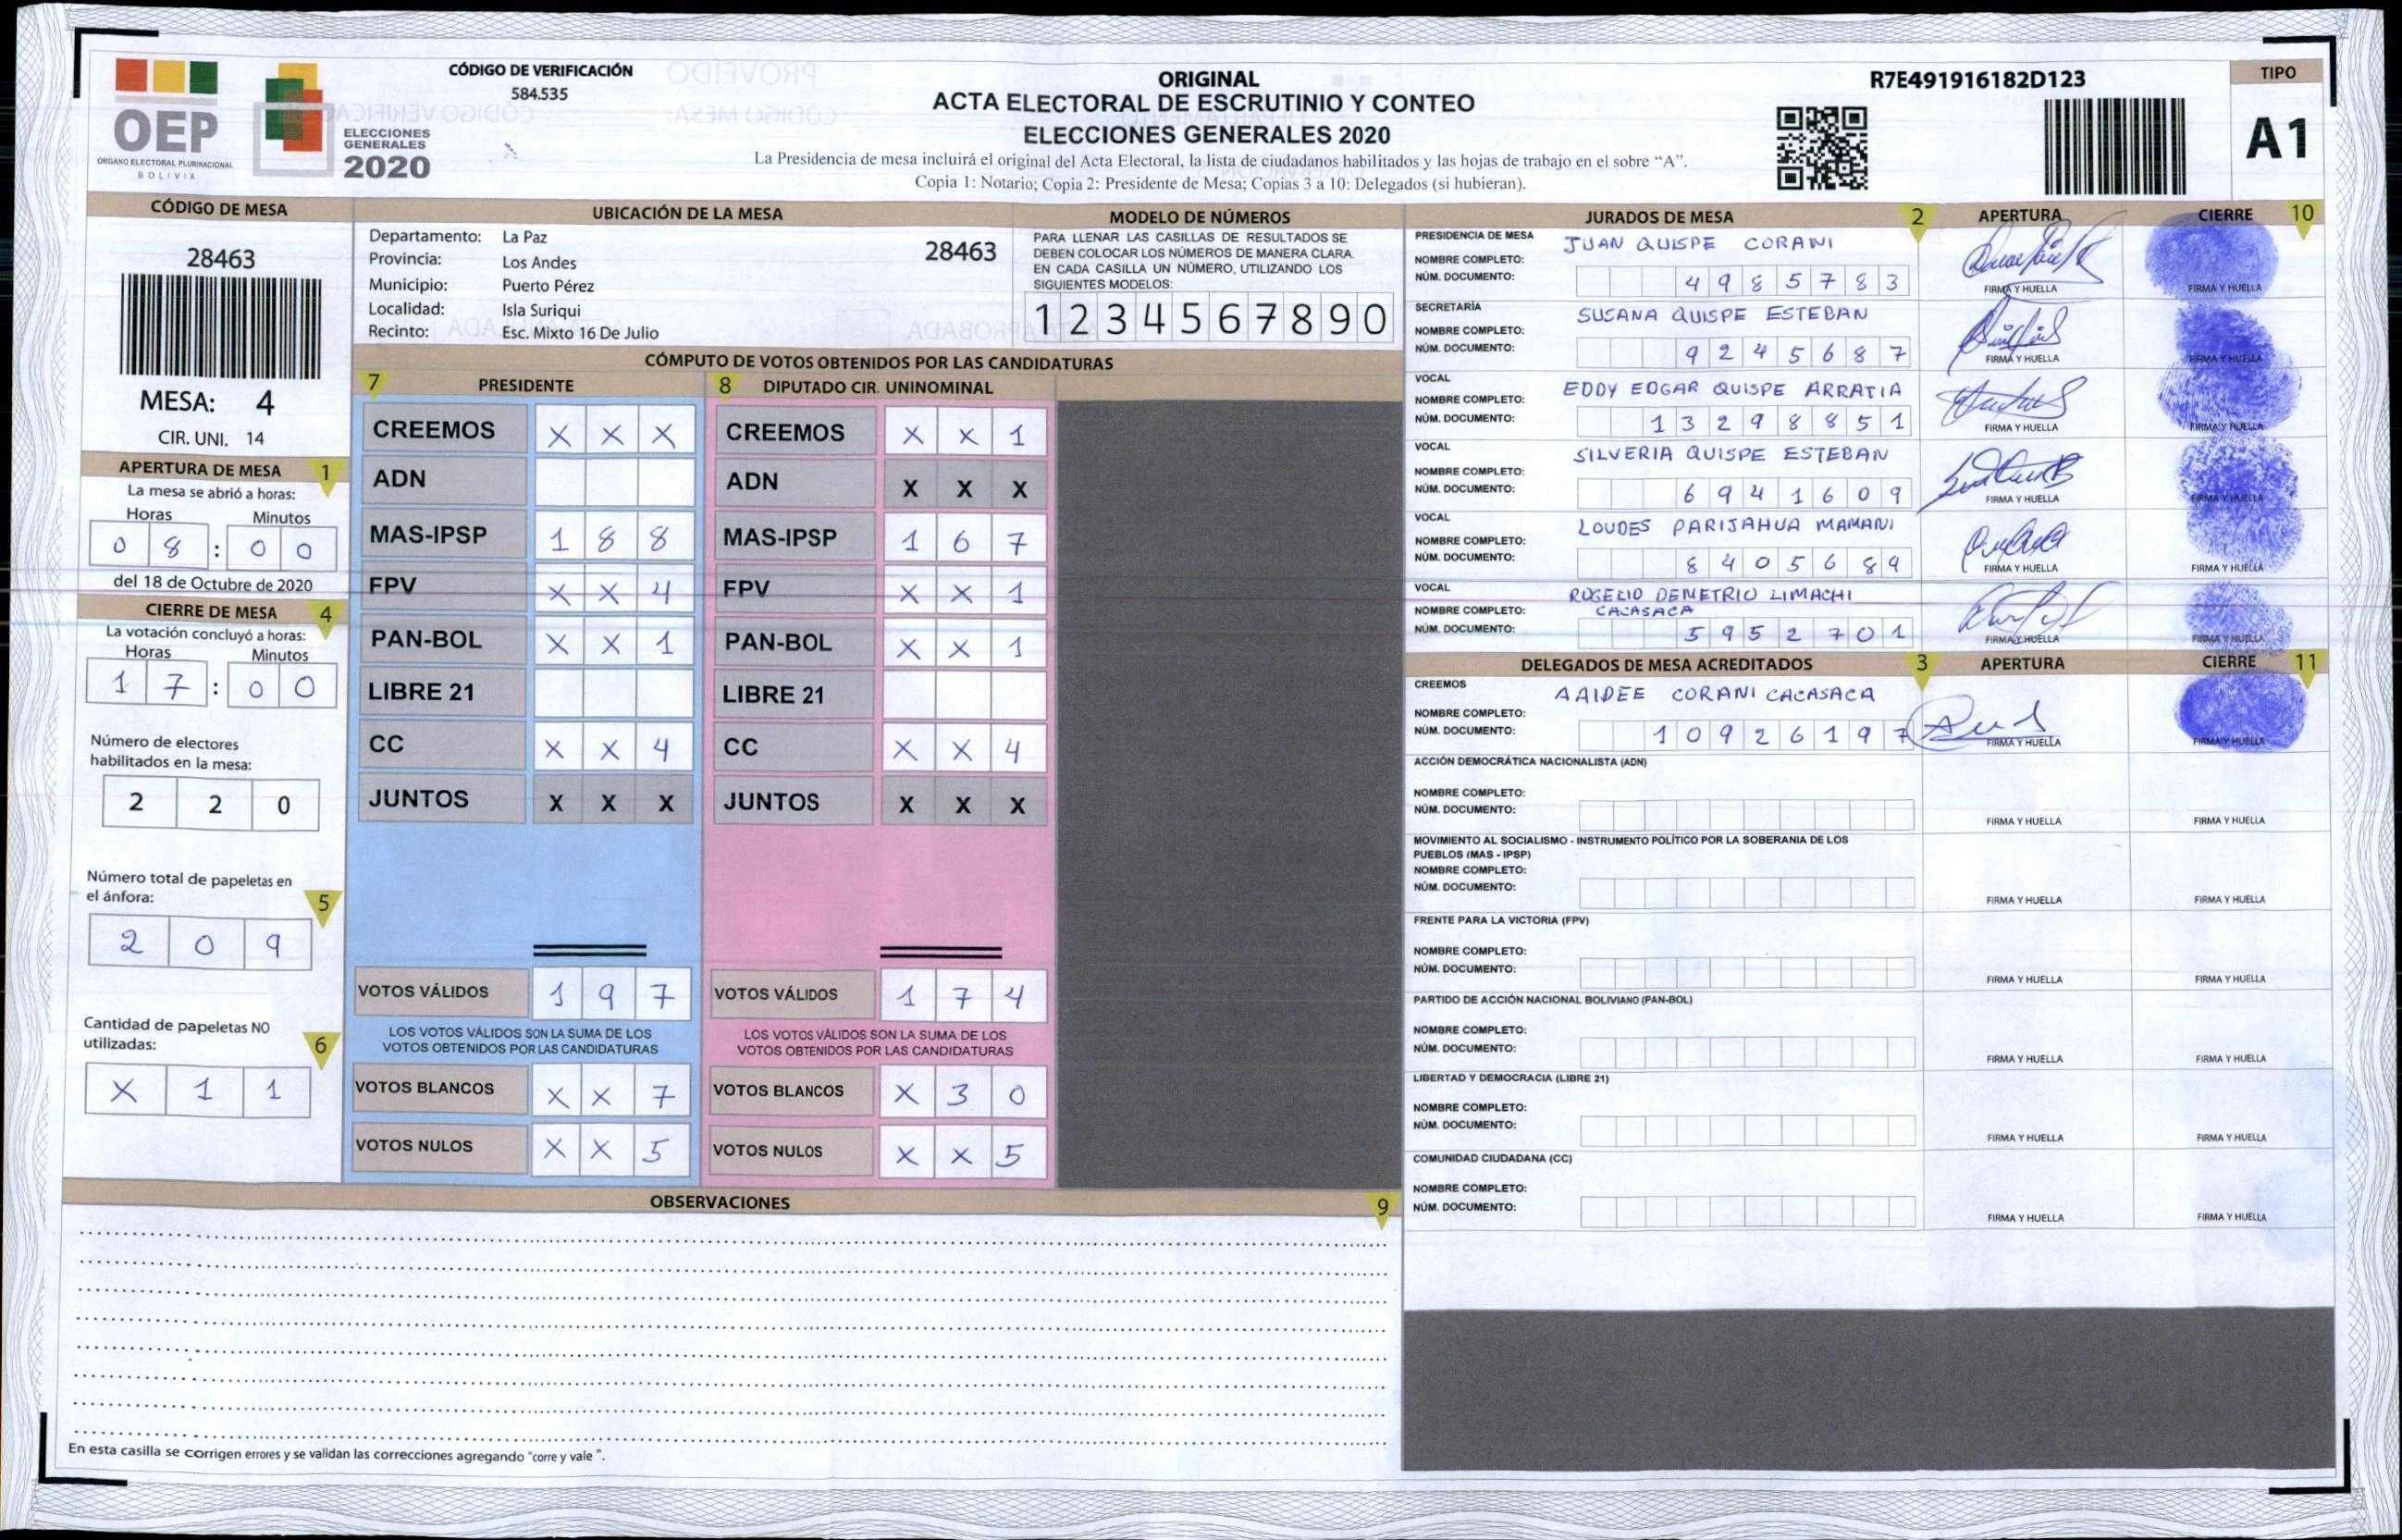 OEP
ÓRGANO ELECTORAL PLURINACIONAL
BOLIVIA
ELECCIONES
GENERALES
2020
CÓDIGO DE VERIFICACIÓN
584.535
ORIGINAL
ACTA ELECTORAL DE ESCRUTINIO Y CONTEO
ELECCIONES GENERALES 2020
La Presidencia de mesa incluirá el original del Acta Electoral, la lista de ciudadanos habilitados y las hojas de trabajo en el sobre “A”.
Copia 1: Notario; Copia 2: Presidente de Mesa; Copias 3 a 10: Delegados (si hubieran).
R7E491916182D123
TIPO
A1
CÓDIGO DE MESA
28463
MESA: 4
CIR. UNI. 14
APERTURA DE MESA 1
La mesa se abrió a horas:
Horas Minutos
0 8 : 0 0
del 18 de Octubre de 2020
CIERRE DE MESA 4
La votación concluyó a horas:
Horas Minutos
1 7 : 0 0
Número de electores
habilitados en la mesa:
2 2 0
Número total de papeletas en
el ánfora: 5
2 0 9
Cantidad de papeletas NO
utilizadas: 6
X 1 1
UBICACIÓN DE LA MESA
Departamento: La Paz 28463
Provincia: Los Andes
Municipio: Puerto Pérez
Localidad: Isla Suriqui
Recinto: Esc. Mixto 16 De Julio
MODELO DE NÚMEROS
PARA LLENAR LAS CASILLAS DE RESULTADOS SE
DEBEN COLOCAR LOS NÚMEROS DE MANERA CLARA.
EN CADA CASILLA UN NÚMERO, UTILIZANDO LOS
SIGUIENTES MODELOS:
1 2 3 4 5 6 7 8 9 0
CÓMPUTO DE VOTOS OBTENIDOS POR LAS CANDIDATURAS
7 PRESIDENTE
CREEMOS X X X
ADN
MAS-IPSP 1 8 8
FPV X X 4
PAN-BOL X X 1
LIBRE 21
CC X X 4
JUNTOS X X X
VOTOS VÁLIDOS 1 9 7
LOS VOTOS VÁLIDOS SON LA SUMA DE LOS
VOTOS OBTENIDOS POR LAS CANDIDATURAS
VOTOS BLANCOS X X 7
VOTOS NULOS X X 5
8 DIPUTADO CIR. UNINOMINAL
CREEMOS X X 1
ADN X X X
MAS-IPSP 1 6 7
FPV X X 1
PAN-BOL X X 1
LIBRE 21
CC X X 4
JUNTOS X X X
VOTOS VÁLIDOS 1 7 4
LOS VOTOS VÁLIDOS SON LA SUMA DE LOS
VOTOS OBTENIDOS POR LAS CANDIDATURAS
VOTOS BLANCOS X 3 0
VOTOS NULOS X X 5
OBSERVACIONES 9
En esta casilla se corrigen errores y se validan las correcciones agregando “corre y vale ”.
JURADOS DE MESA 2 APERTURA CIERRE 10
PRESIDENCIA DE MESA JUAN QUISPE CORANI
NOMBRE COMPLETO:
NÚM. DOCUMENTO: 4 9 8 5 7 8 3
FIRMA Y HUELLA FIRMA Y HUELLA
SECRETARÍA SUSANA QUISPE ESTEBAN
NOMBRE COMPLETO:
NÚM. DOCUMENTO: 9 2 4 5 6 8 7
FIRMA Y HUELLA FIRMA Y HUELLA
VOCAL EDDY EDGAR QUISPE ARRATIA
NOMBRE COMPLETO:
NÚM. DOCUMENTO: 1 3 2 9 8 8 5 1
FIRMA Y HUELLA FIRMA Y HUELLA
VOCAL SILVERIA QUISPE ESTEBAN
NOMBRE COMPLETO:
NÚM. DOCUMENTO: 6 9 4 1 6 0 9
FIRMA Y HUELLA FIRMA Y HUELLA
VOCAL LOUDES PARIJAHUA MAMANI
NOMBRE COMPLETO:
NÚM. DOCUMENTO: 8 4 0 5 6 8 9
FIRMA Y HUELLA FIRMA Y HUELLA
VOCAL ROGELIO DEMETRIO LIMACHI
NOMBRE COMPLETO: CACASACA
NÚM. DOCUMENTO: 5 9 5 2 7 0 1
FIRMA Y HUELLA FIRMA Y HUELLA
DELEGADOS DE MESA ACREDITADOS 3 APERTURA CIERRE 11
CREEMOS AAIDEE CORANI CACASACA
NOMBRE COMPLETO:
NÚM. DOCUMENTO: 1 0 9 2 6 1 9 7
FIRMA Y HUELLA FIRMA Y HUELLA
ACCIÓN DEMOCRÁTICA NACIONALISTA (ADN)
NOMBRE COMPLETO:
NÚM. DOCUMENTO:
FIRMA Y HUELLA FIRMA Y HUELLA
MOVIMIENTO AL SOCIALISMO - INSTRUMENTO POLÍTICO POR LA SOBERANIA DE LOS
PUEBLOS (MAS - IPSP)
NOMBRE COMPLETO:
NÚM. DOCUMENTO:
FIRMA Y HUELLA FIRMA Y HUELLA
FRENTE PARA LA VICTORIA (FPV)
NOMBRE COMPLETO:
NÚM. DOCUMENTO:
FIRMA Y HUELLA FIRMA Y HUELLA
PARTIDO DE ACCIÓN NACIONAL BOLIVIANO (PAN-BOL)
NOMBRE COMPLETO:
NÚM. DOCUMENTO:
FIRMA Y HUELLA FIRMA Y HUELLA
LIBERTAD Y DEMOCRACIA (LIBRE 21)
NOMBRE COMPLETO:
NÚM. DOCUMENTO:
FIRMA Y HUELLA FIRMA Y HUELLA
COMUNIDAD CIUDADANA (CC)
NOMBRE COMPLETO:
NÚM. DOCUMENTO:
FIRMA Y HUELLA FIRMA Y HUELLA